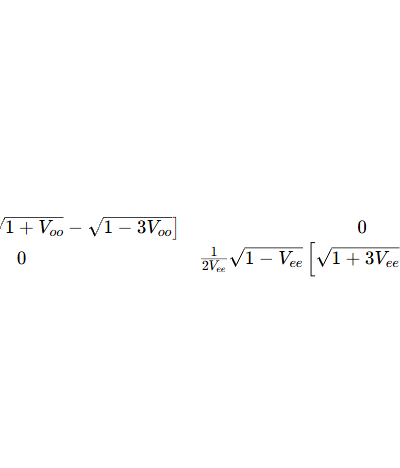 √1 + V_oo − √1 − 3V_oo] 0
0 1/2V_ee √1 − V_ee [√1 + 3V_ee